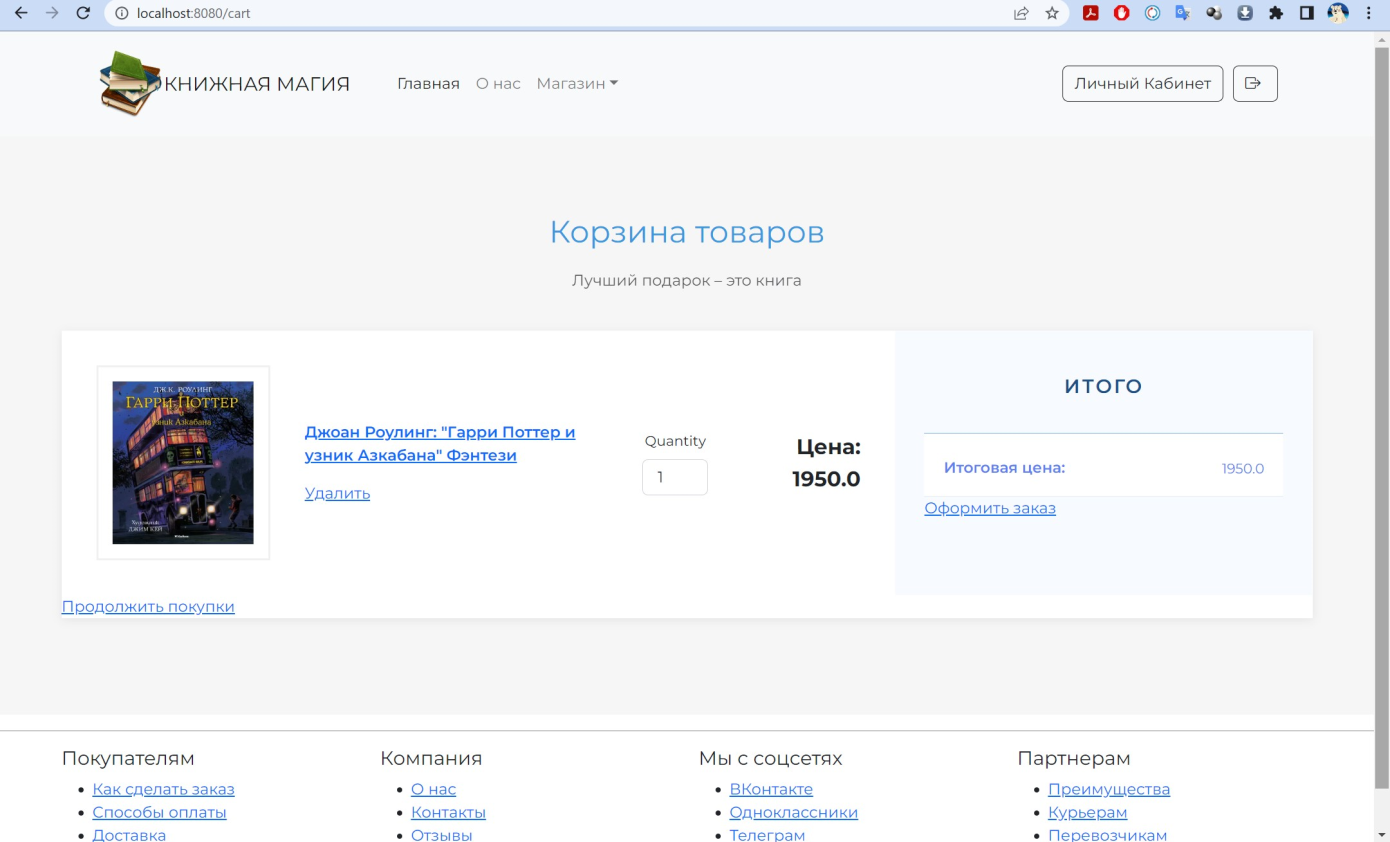 localhost:8080/cart
КНИЖНАЯ МАГИЯ
Главная
О нас
Магазин
Личный Кабинет
Корзина товаров
Лучший подарок – это книга
ДЖ.К. РОУЛИНГ
ГАРРИ ПОТТЕР
и узник Азкабана
Художник
ДЖИМ КЕЙ
Джоан Роулинг: "Гарри Поттер и
узник Азкабана" Фэнтези
Удалить
Quantity
1
Цена:
1950.0
ИТОГО
Итоговая цена:
1950.0
Оформить заказ
Продолжить покупки
Покупателям
Как сделать заказ
Способы оплаты
Доставка
Компания
О нас
Контакты
Отзывы
Мы с соцсетях
ВКонтакте
Одноклассники
Телеграм
Партнерам
Преимущества
Курьерам
Перевозчикам